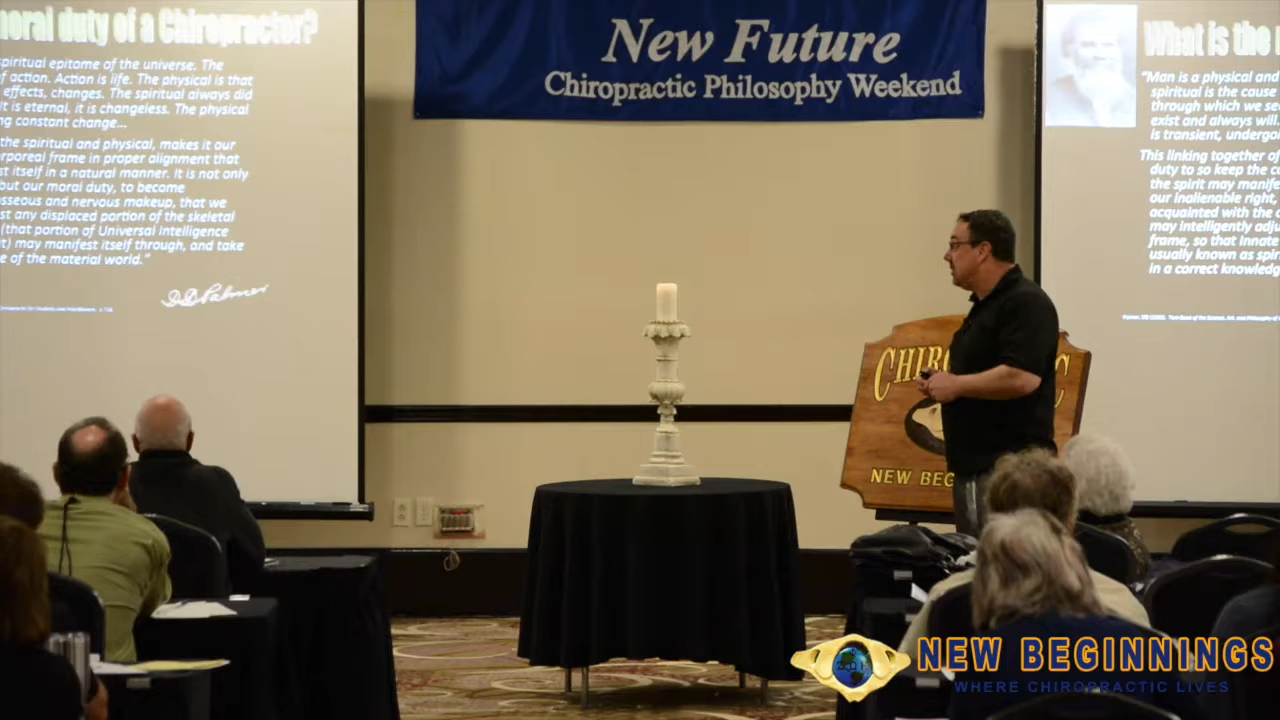 oral duty of a Chiropractor?
spiritual epitome of the universe. The
f action. Action is life. The physical is that
effects, changes. The spiritual always did
it is eternal, it is changeless. The physical
ng constant change...
the spiritual and physical, makes it our
rporeal frame in proper alignment that
st itself in a natural manner. It is not only
but our moral duty, to become
sseous and nervous makeup, that we
st any displaced portion of the skeletal
(that portion of Universal Intelligence
t) may manifest itself through, and take
e of the material world."
D.D. Palmer
New Future
Chiropractic Philosophy Weekend
What is the
"Man is a physical and
spiritual is the cause
through which we se
exist and always will.
is transient, undergo
This linking together of
duty to so keep the c
the spirit may manife
our inalienable right,
acquainted with the
may intelligently adju
frame, so that Innate
usually known as spi
in a correct knowledg
CHIRO C
NEW BEG
NEW BEGINNINGS
WHERE CHIROPRACTIC LIVES